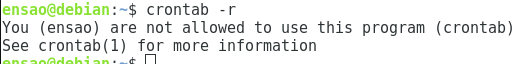 ensao@debian:~$ crontab -r
You (ensao) are not allowed to use this program (crontab)
See crontab(1) for more information
ensao@debian:~$